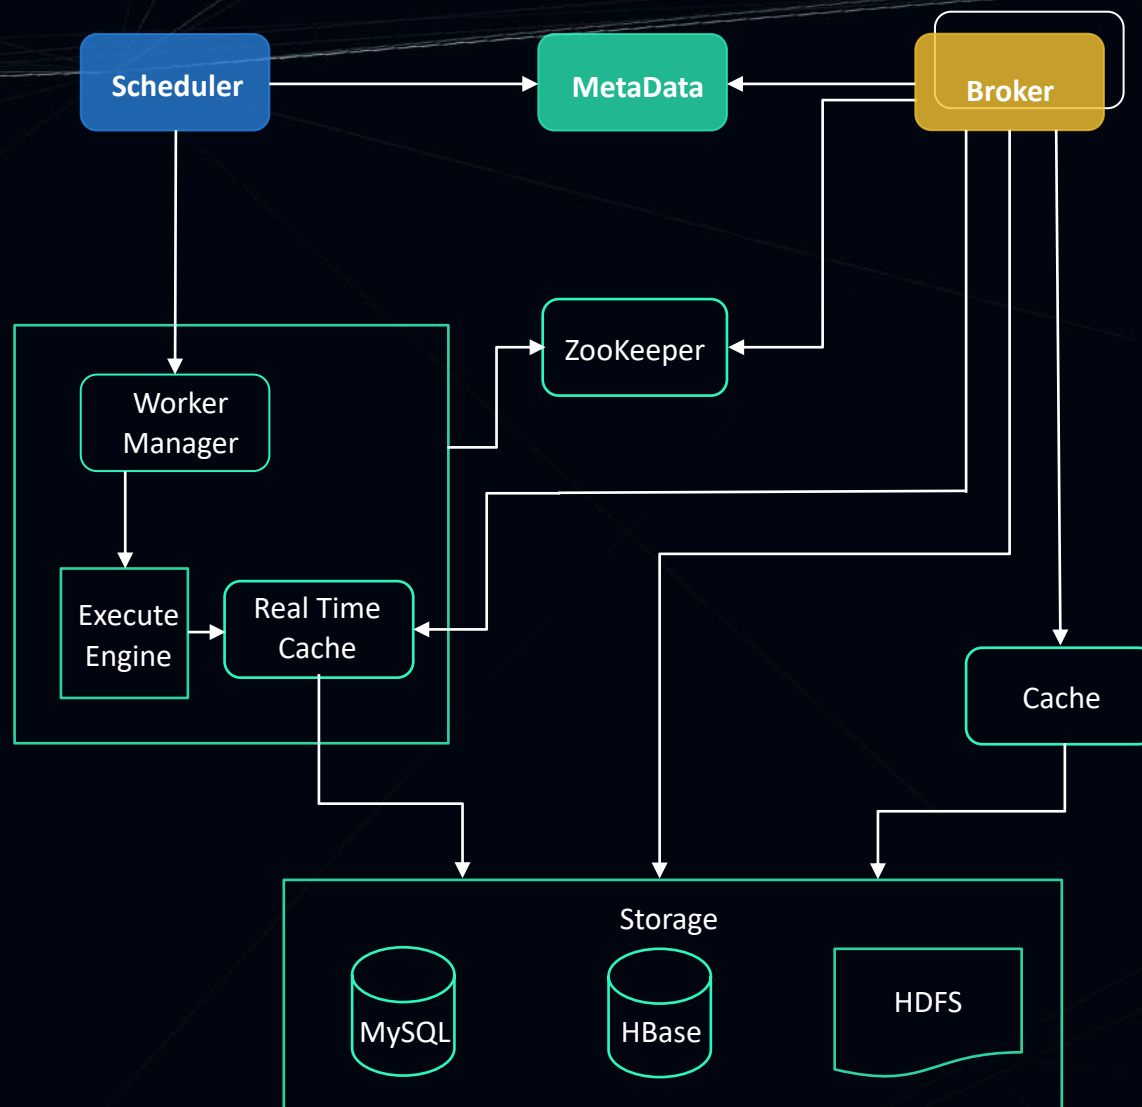 Scheduler
MetaData
Broker
ZooKeeper
Worker
Manager
Execute
Engine
Real Time
Cache
Cache
Storage
MySQL
HBase
HDFS